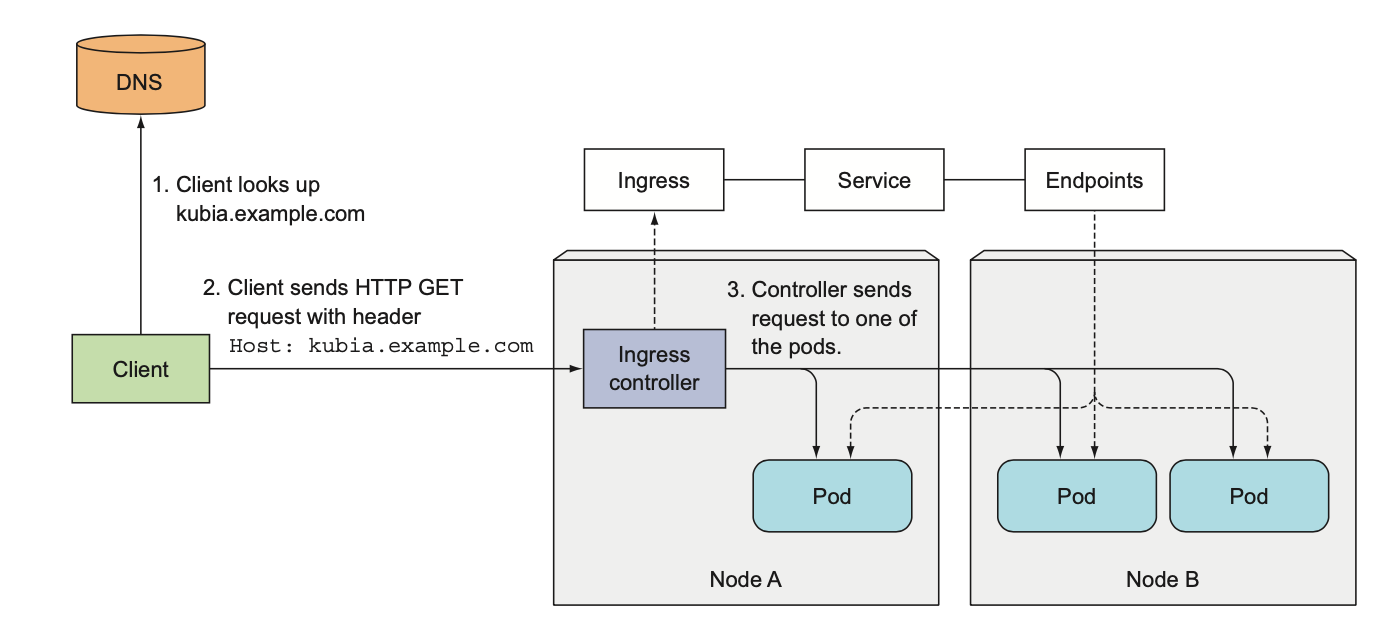 DNS
1. Client looks up
kubia.example.com
Ingress
Service
Endpoints
2. Client sends HTTP GET
request with header
Host: kubia.example.com
3. Controller sends
request to one of
the pods.
Client
Ingress
controller
Pod
Pod
Pod
Node A
Node B